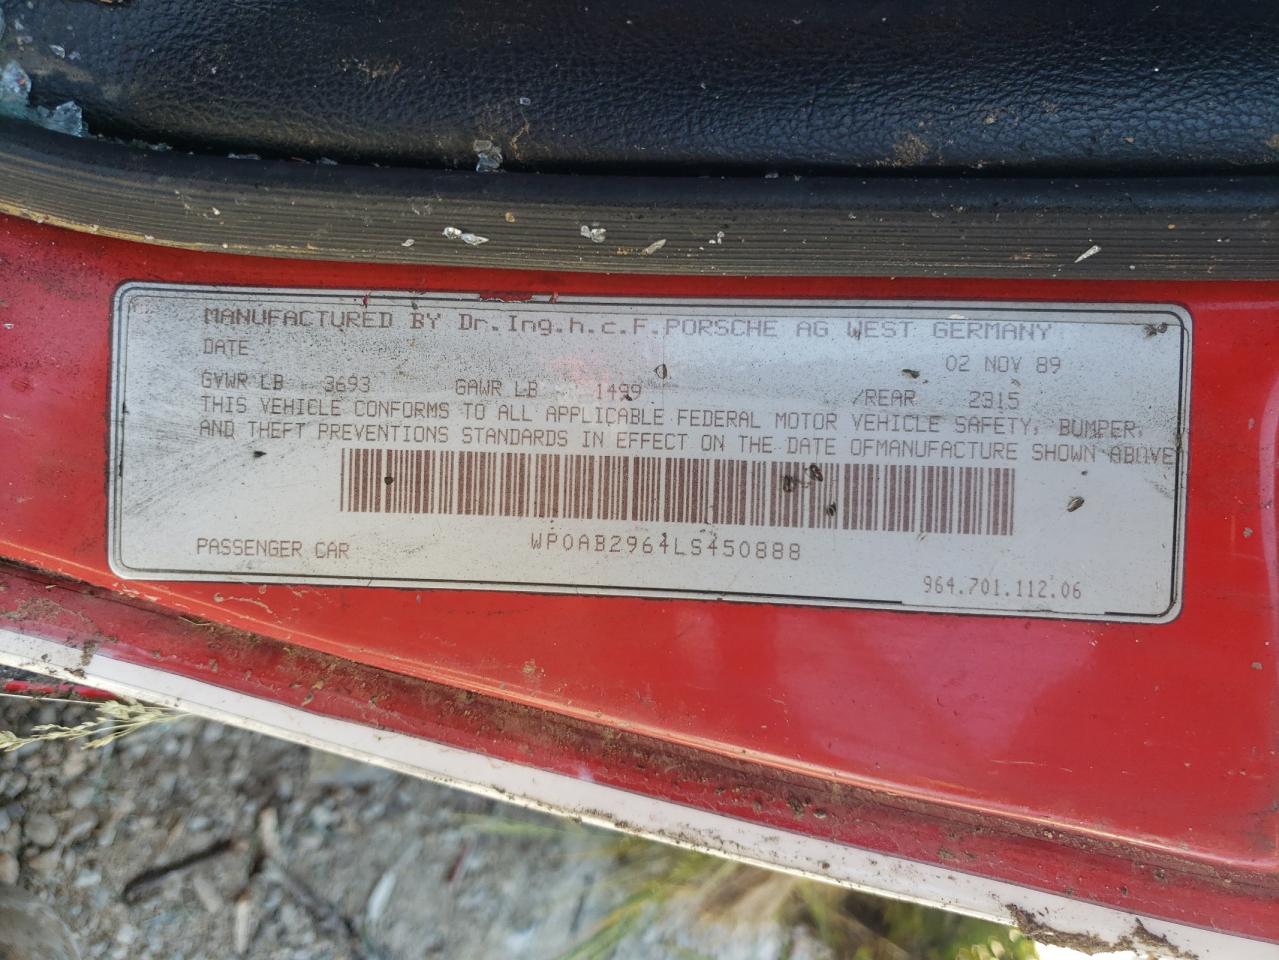 MANUFACTURED BY Dr.Ing.h.c.F.PORSCHE AG WEST GERMANY
DATE 02 NOV 89
GVWR LB 3693 GAWR LB 1499 /REAR 2315
THIS VEHICLE CONFORMS TO ALL APPLICABLE FEDERAL MOTOR VEHICLE SAFETY, BUMPER,
AND THEFT PREVENTIONS STANDARDS IN EFFECT ON THE DATE OFMANUFACTURE SHOWN ABOVE
WP0AB2964LS450888
PASSENGER CAR
964.701.112.06